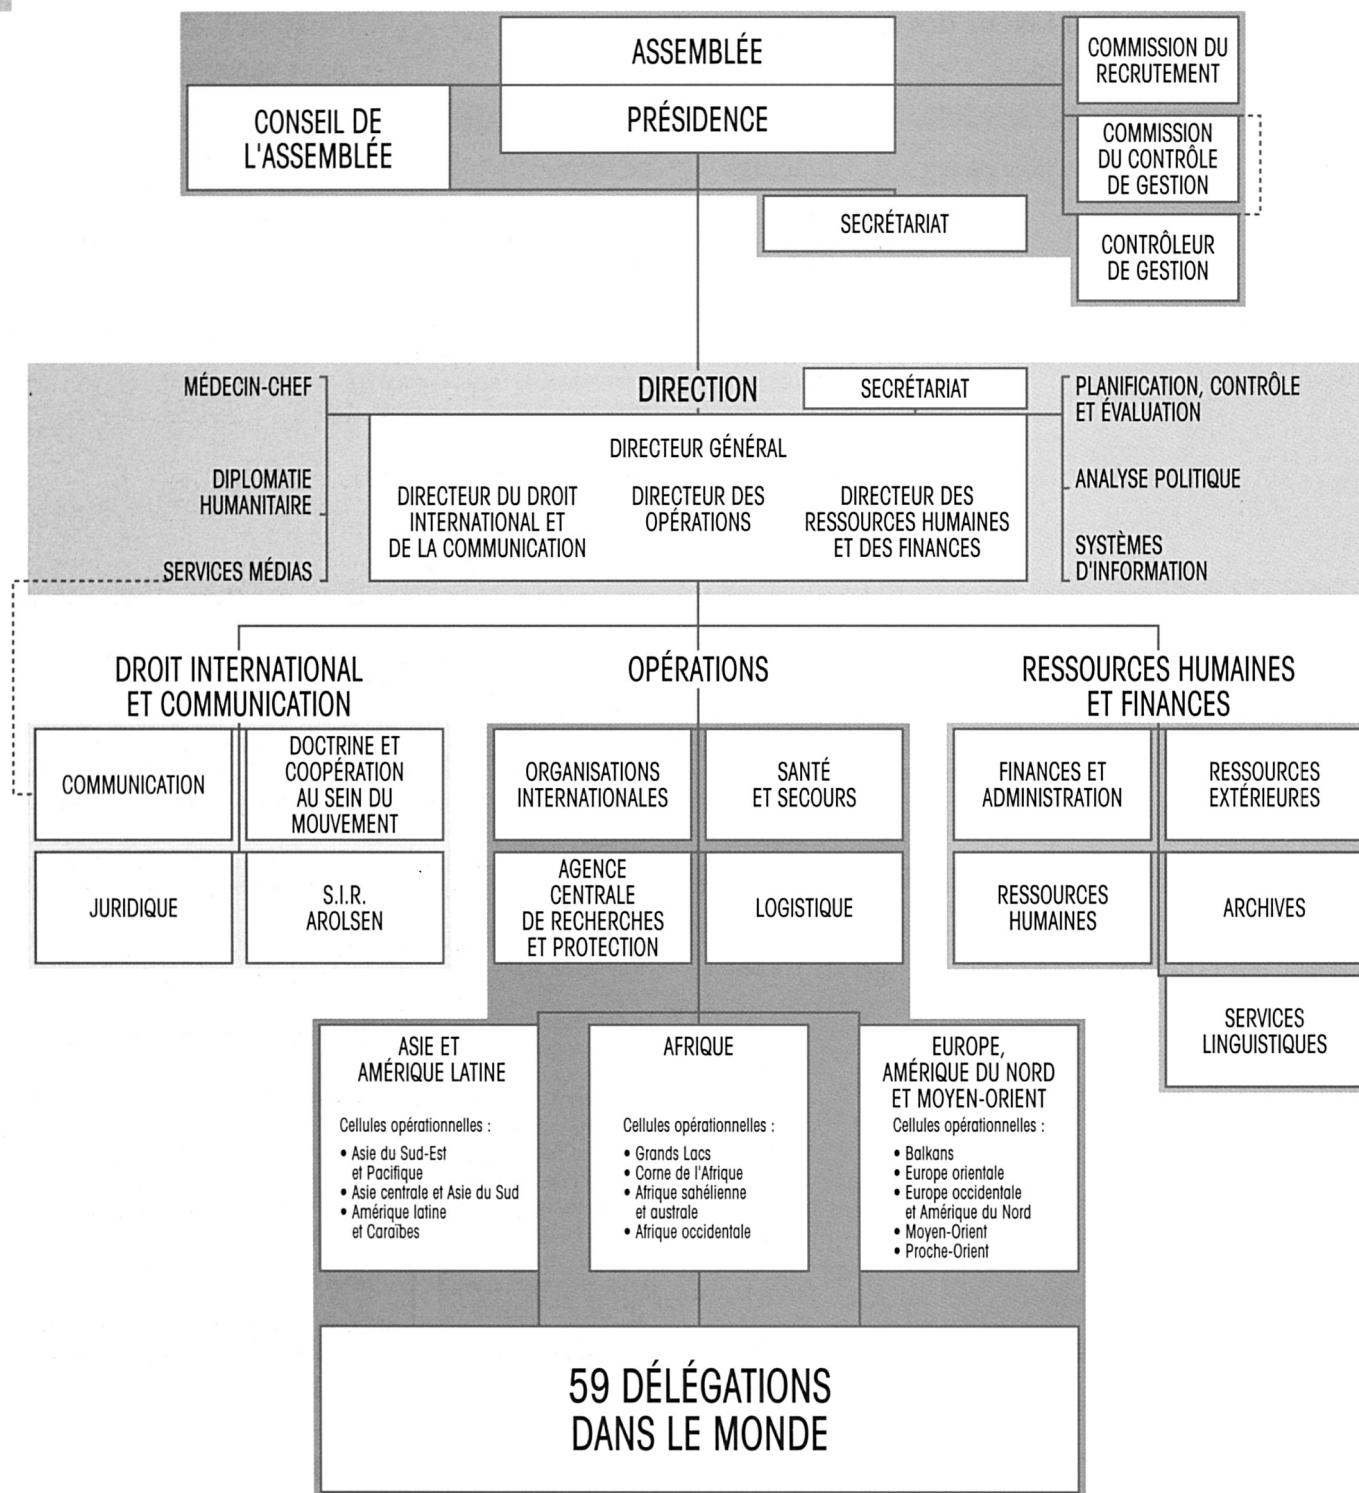 ASSEMBLÉE
PRÉSIDENCE
CONSEIL DE
L'ASSEMBLÉE
COMMISSION DU
RECRUTEMENT
COMMISSION
DU CONTRÔLE
DE GESTION
SECRÉTARIAT
CONTRÔLEUR
DE GESTION
MÉDECIN-CHEF
DIPLOMATIE
HUMANITAIRE
SERVICES MÉDIAS
DIRECTION
SECRÉTARIAT
DIRECTEUR GÉNÉRAL
DIRECTEUR DU DROIT
INTERNATIONAL ET
DE LA COMMUNICATION
DIRECTEUR DES
OPÉRATIONS
DIRECTEUR DES
RESSOURCES HUMAINES
ET DES FINANCES
PLANIFICATION, CONTRÔLE
ET ÉVALUATION
ANALYSE POLITIQUE
SYSTÈMES
D'INFORMATION
DROIT INTERNATIONAL
ET COMMUNICATION
COMMUNICATION
DOCTRINE ET
COOPÉRATION
AU SEIN DU
MOUVEMENT
JURIDIQUE
S.I.R.
AROLSEN
OPÉRATIONS
ORGANISATIONS
INTERNATIONALES
SANTÉ
ET SECOURS
AGENCE
CENTRALE
DE RECHERCHES
ET PROTECTION
LOGISTIQUE
RESSOURCES HUMAINES
ET FINANCES
FINANCES ET
ADMINISTRATION
RESSOURCES
EXTÉRIEURES
RESSOURCES
HUMAINES
ARCHIVES
SERVICES
LINGUISTIQUES
ASIE ET
AMÉRIQUE LATINE
Cellules opérationnelles :
• Asie du Sud-Est
et Pacifique
• Asie centrale et Asie du Sud
• Amérique latine
et Caraïbes
AFRIQUE
Cellules opérationnelles :
• Grands Lacs
• Corne de l'Afrique
• Afrique sahélienne
et australe
• Afrique occidentale
EUROPE,
AMÉRIQUE DU NORD
ET MOYEN-ORIENT
Cellules opérationnelles :
• Balkans
• Europe orientale
• Europe occidentale
et Amérique du Nord
• Moyen-Orient
• Proche-Orient
59 DÉLÉGATIONS
DANS LE MONDE